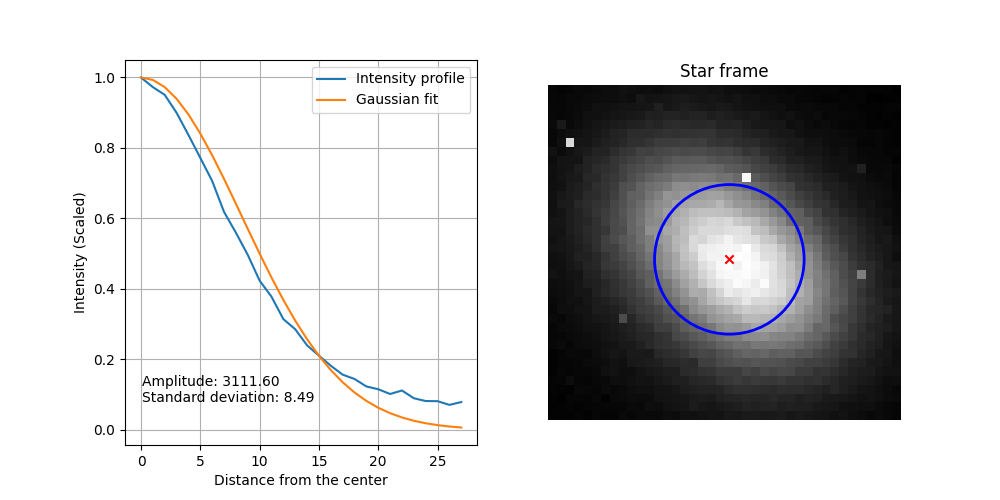 Star frame
Intensity profile
Gaussian fit
1.0
0.8
0.6
0.4
0.2
0.0
Intensity (Scaled)
Amplitude: 3111.60
Standard deviation: 8.49
0 5 10 15 20 25
Distance from the center